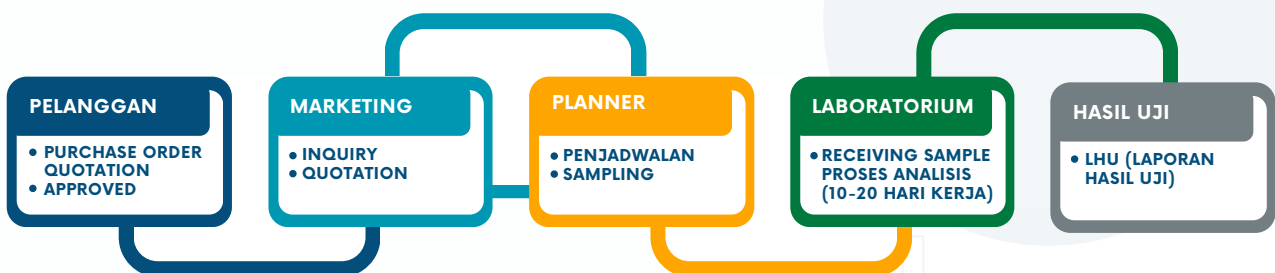 PELANGGAN
• PURCHASE ORDER
QUOTATION
• APPROVED
MARKETING
• INQUIRY
• QUOTATION
PLANNER
• PENJADWALAN
• SAMPLING
LABORATORIUM
• RECEIVING SAMPLE
PROSES ANALISIS
(10-20 HARI KERJA)
HASIL UJI
• LHU (LAPORAN
HASIL UJI)